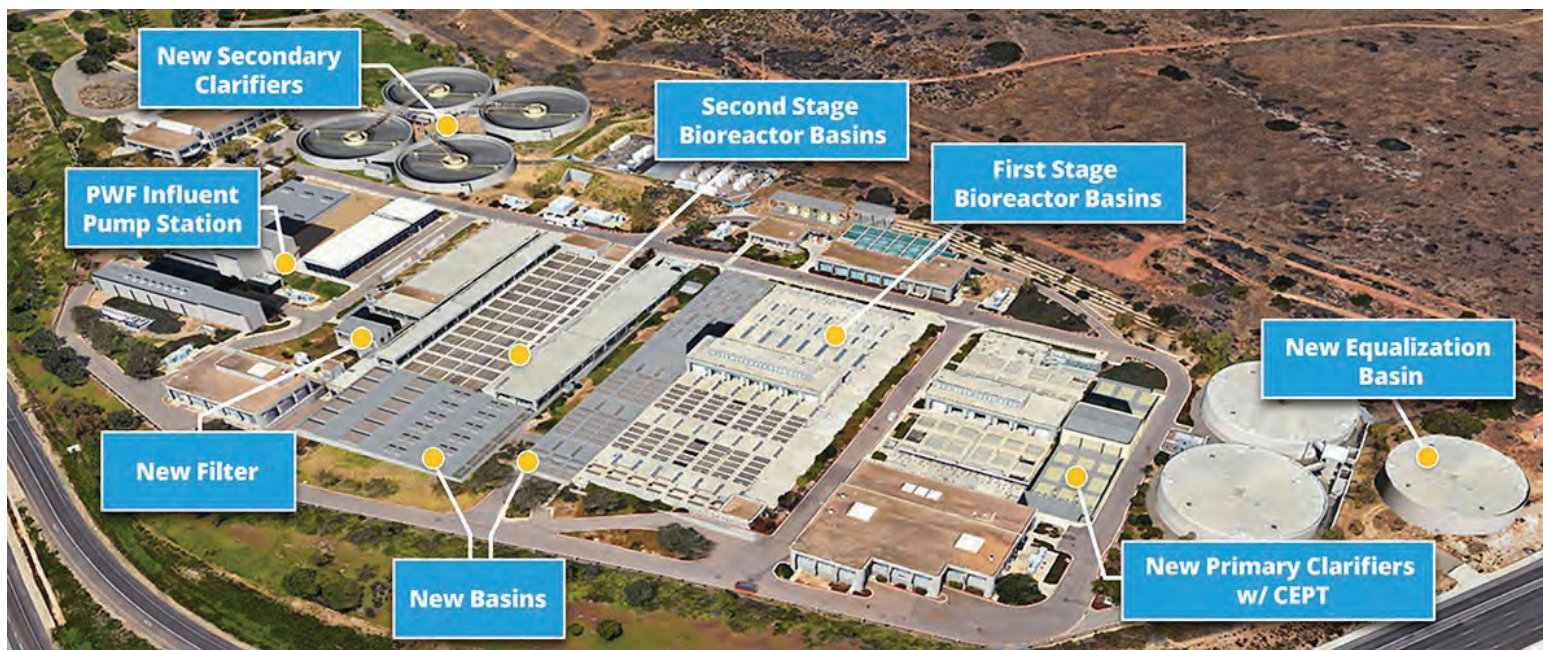 New Secondary
Clarifiers
Second Stage
Bioreactor Basins
First Stage
Bioreactor Basins
PWF Influent
Pump Station
New Equalization
Basin
New Filter
New Basins
New Primary Clarifiers
w/ CEPT